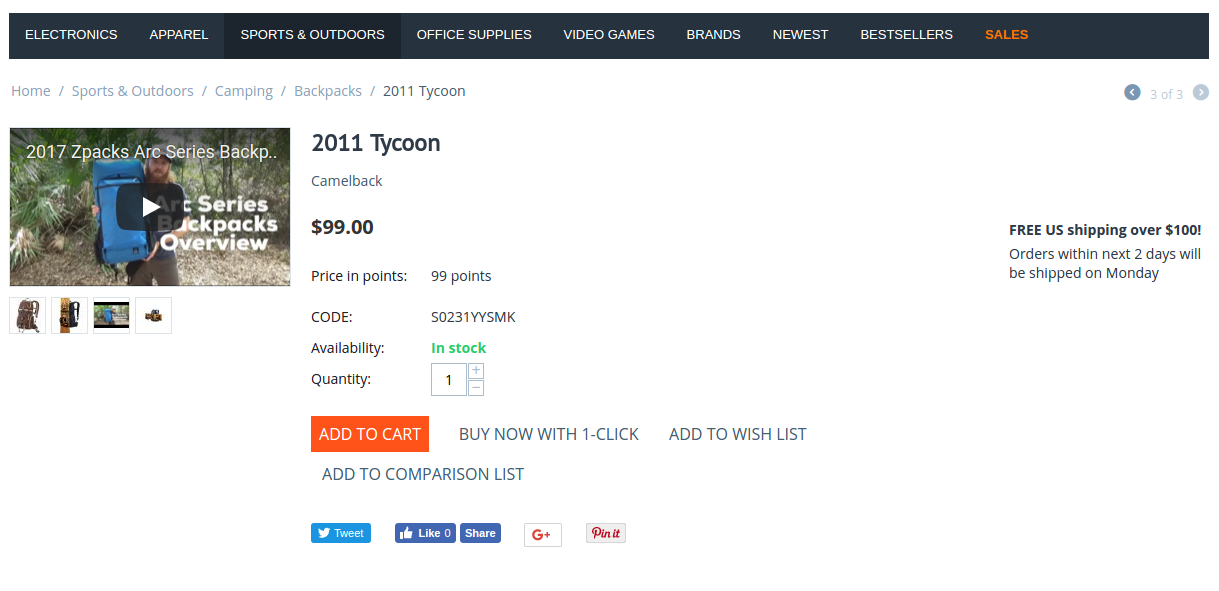 ELECTRONICS APPAREL SPORTS & OUTDOORS OFFICE SUPPLIES VIDEO GAMES BRANDS NEWEST BESTSELLERS SALES
Home / Sports & Outdoors / Camping / Backpacks / 2011 Tycoon
3 of 3
2017 Zpacks Arc Series Backp..
Arc Series
Backpacks
Overview
2011 Tycoon
Camelback
$99.00
FREE US shipping over $100!
Orders within next 2 days will
be shipped on Monday
Price in points: 99 points
CODE: S0231YYSMK
Availability: In stock
Quantity: 1 + −
ADD TO CART BUY NOW WITH 1-CLICK ADD TO WISH LIST
ADD TO COMPARISON LIST
Tweet Like 0 Share G+ Pin it